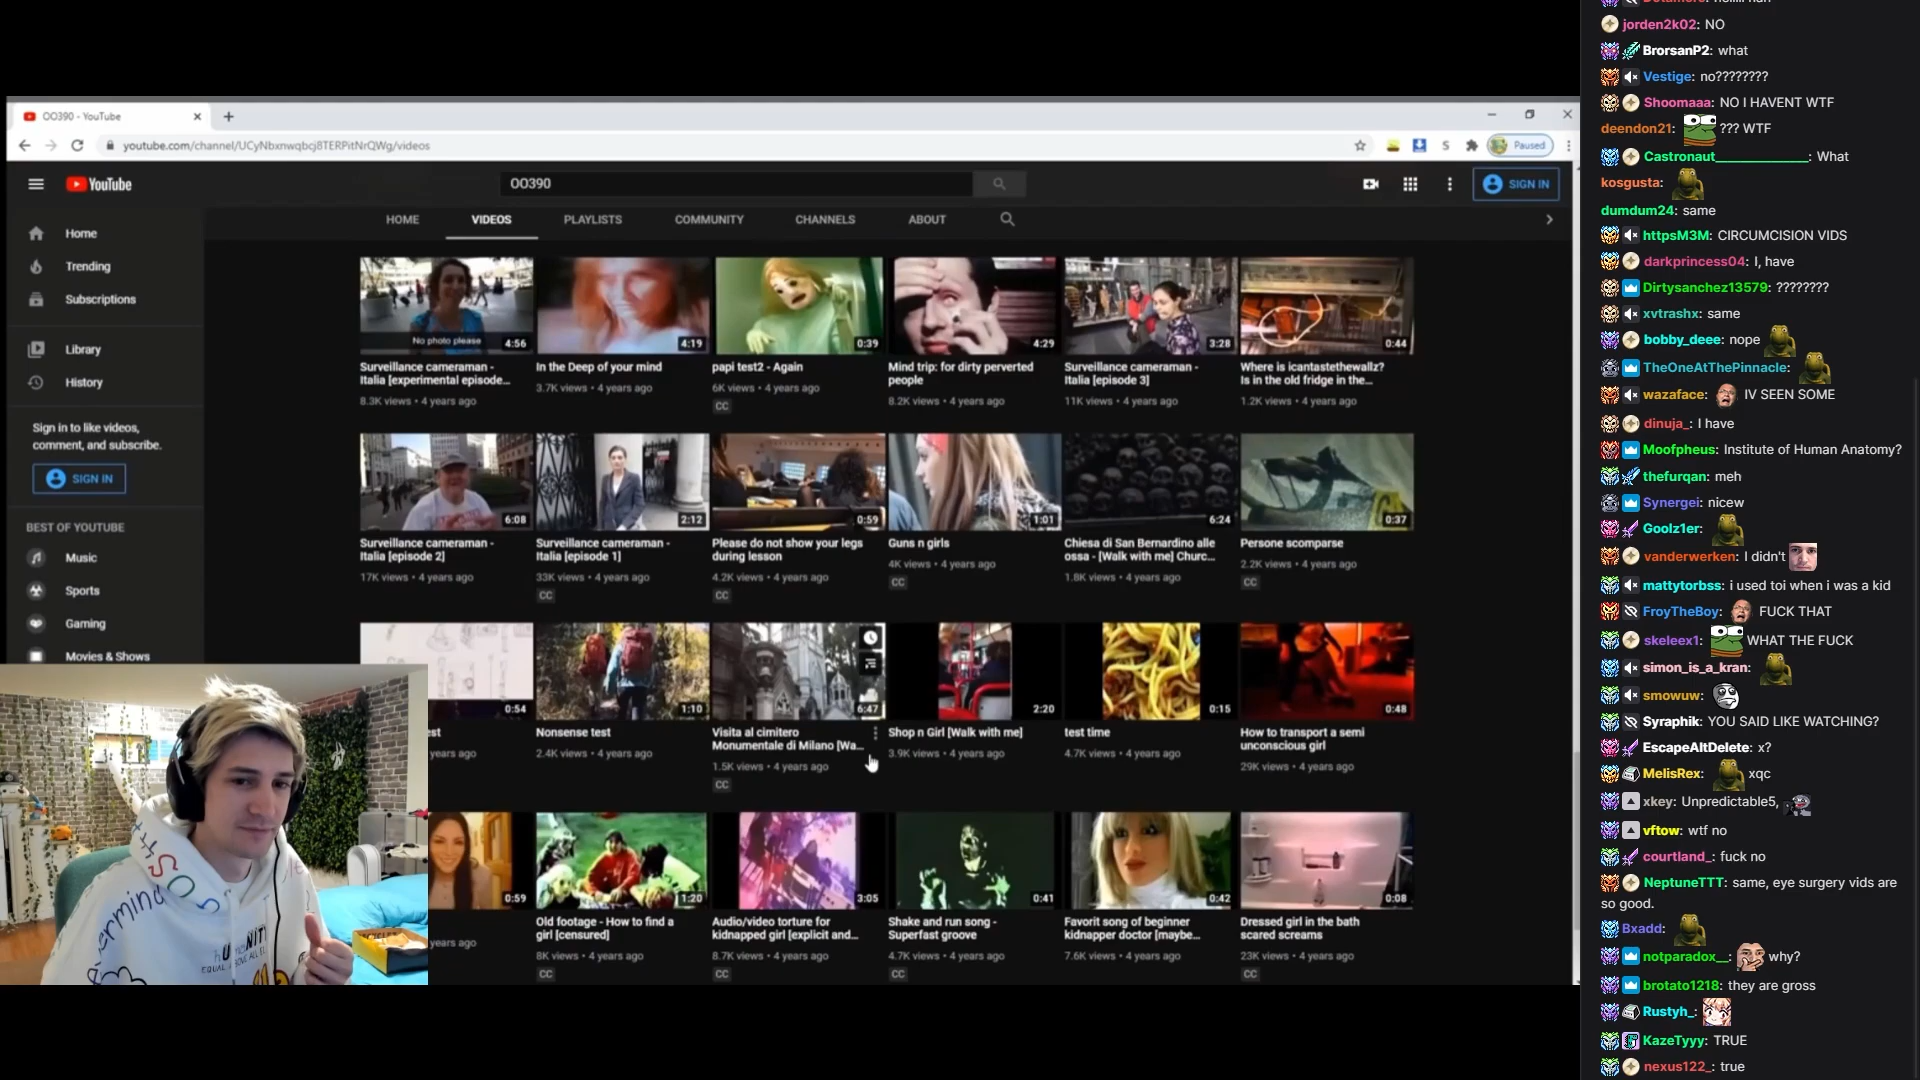 OO390 - YouTube
youtube.com/channel/UCyNbxnwqbcj8TERPitNrQWg/videos
Paused
YouTube
OO390
SIGN IN
HOME
VIDEOS
PLAYLISTS
COMMUNITY
CHANNELS
ABOUT
Home
Trending
Subscriptions
Library
History
Sign in to like videos,
comment, and subscribe.
SIGN IN
BEST OF YOUTUBE
Music
Sports
Gaming
Movies & Shows
No photo please
4:56
4:19
0:39
4:29
3:28
0:44
Surveillance cameraman -
Italia [experimental episode...
8.3K views • 4 years ago
In the Deep of your mind
3.7K views • 4 years ago
papi test2 - Again
6K views • 4 years ago
CC
Mind trip: for dirty perverted
people
8.2K views • 4 years ago
Surveillance cameraman -
Italia [episode 3]
11K views • 4 years ago
Where is icantastethewallz?
Is in the old fridge in the...
1.2K views • 4 years ago
6:08
2:12
0:59
1:01
6:24
0:37
Surveillance cameraman -
Italia [episode 2]
17K views • 4 years ago
Surveillance cameraman -
Italia [episode 1]
33K views • 4 years ago
CC
Please do not show your legs
during lesson
4.2K views • 4 years ago
CC
Guns n girls
4K views • 4 years ago
CC
Chiesa di San Bernardino alle
ossa - [Walk with me] Churc...
1.8K views • 4 years ago
Persone scomparse
2.2K views • 4 years ago
CC
0:54
1:10
6:47
2:20
0:15
0:48
est
years ago
Nonsense test
2.4K views • 4 years ago
Visita al cimitero
Monumentale di Milano [Wa...
1.5K views • 4 years ago
CC
Shop n Girl [Walk with me]
3.9K views • 4 years ago
test time
4.7K views • 4 years ago
How to transport a semi
unconscious girl
29K views • 4 years ago
0:59
1:20
3:05
0:41
0:42
0:08
years ago
Old footage - How to find a
girl [censured]
8K views • 4 years ago
CC
Audio/video torture for
kidnapped girl [explicit and...
8.7K views • 4 years ago
CC
Shake and run song -
Superfast groove
4.7K views • 4 years ago
CC
Favorit song of beginner
kidnapper doctor [maybe...
7.6K views • 4 years ago
Dressed girl in the bath
scared screams
23K views • 4 years ago
CC
jorden2k02: NO
BrorsanP2: what
Vestige: no????????
Shoomaaa: NO I HAVENT WTF
deendon21: ??? WTF
Castronaut______________: What
kosgusta:
dumdum24: same
httpsM3M: CIRCUMCISION VIDS
darkprincess04: I, have
Dirtysanchez13579: ????????
xvtrashx: same
bobby_deee: nope
TheOneAtThePinnacle:
wazaface: IV SEEN SOME
dinuja_: I have
Moofpheus: Institute of Human Anatomy?
thefurqan: meh
Synergei: nicew
Goolz1er:
vanderwerken: I didn't
mattytorbss: i used toi when i was a kid
FroyTheBoy: FUCK THAT
skeleex1: WHAT THE FUCK
simon_is_a_kran:
smowuw:
Syraphik: YOU SAID LIKE WATCHING?
EscapeAltDelete: x?
MelisRex: xqc
xkey: Unpredictable5,
vftow: wtf no
courtland_: fuck no
NeptuneTTT: same, eye surgery vids are
so good.
Bxadd:
notparadox__: why?
brotato1218: they are gross
Rustyh_:
KazeTyyy: TRUE
nexus122_: true